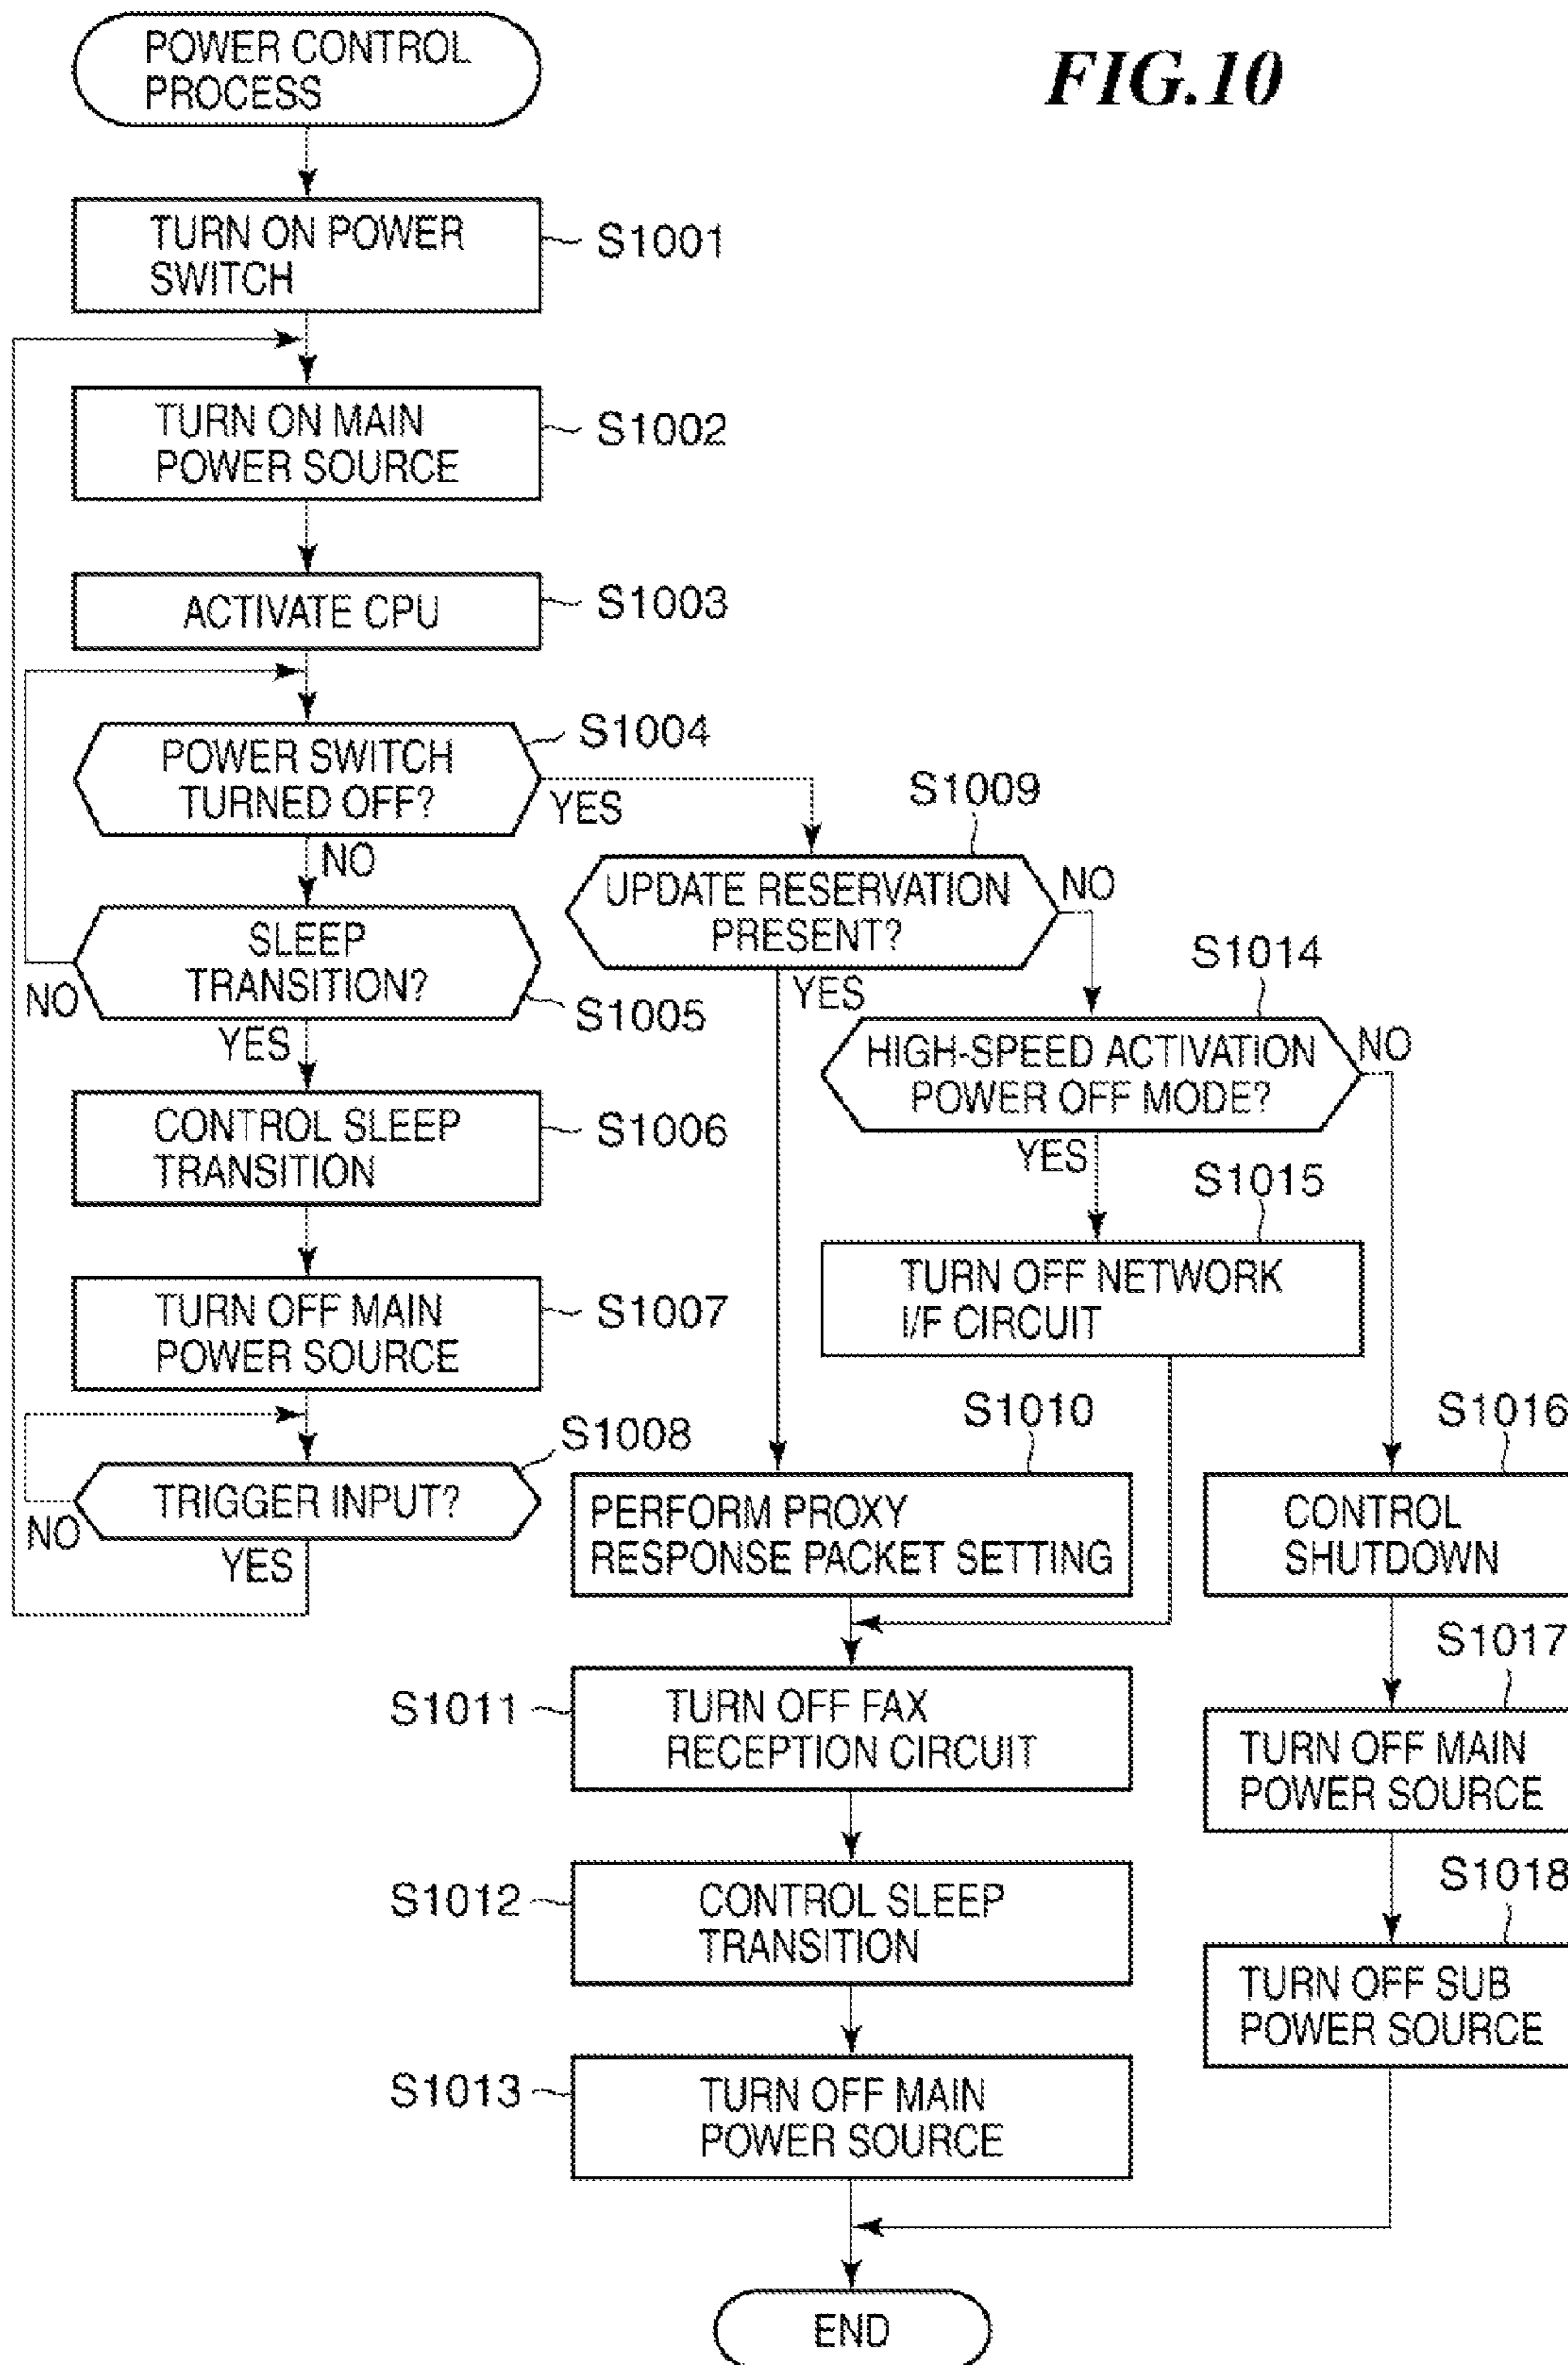 FIG.10
POWER CONTROL
PROCESS
TURN ON POWER
SWITCH
S1001
TURN ON MAIN
POWER SOURCE
S1002
ACTIVATE CPU
S1003
POWER SWITCH
TURNED OFF?
S1004
YES
NO
SLEEP
TRANSITION?
S1005
NO
YES
CONTROL SLEEP
TRANSITION
S1006
TURN OFF MAIN
POWER SOURCE
S1007
TRIGGER INPUT?
S1008
NO
YES
S1009
UPDATE RESERVATION
PRESENT?
NO
YES
S1014
HIGH-SPEED ACTIVATION
POWER OFF MODE?
NO
YES
S1015
TURN OFF NETWORK
I/F CIRCUIT
S1010
PERFORM PROXY
RESPONSE PACKET SETTING
S1011
TURN OFF FAX
RECEPTION CIRCUIT
S1012
CONTROL SLEEP
TRANSITION
S1013
TURN OFF MAIN
POWER SOURCE
S1016
CONTROL
SHUTDOWN
S1017
TURN OFF MAIN
POWER SOURCE
S1018
TURN OFF SUB
POWER SOURCE
END